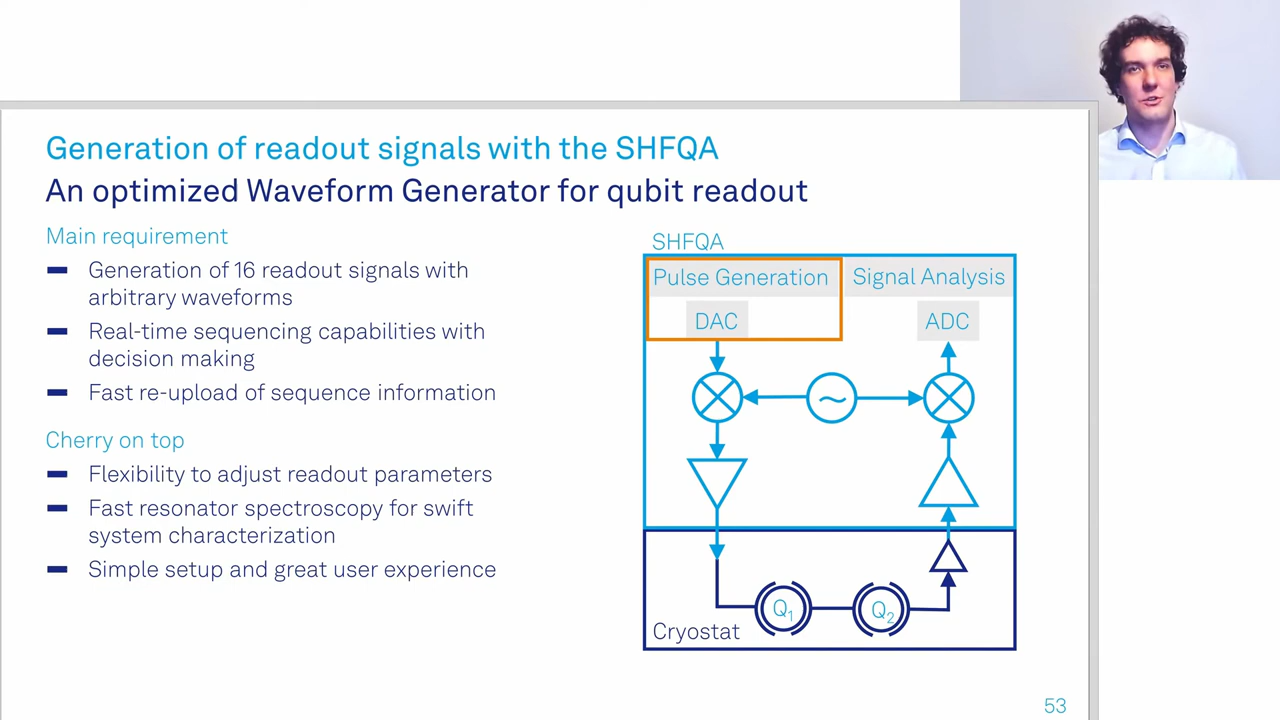 Generation of readout signals with the SHFQA
An optimized Waveform Generator for qubit readout
Main requirement
Generation of 16 readout signals with
arbitrary waveforms
Real-time sequencing capabilities with
decision making
Fast re-upload of sequence information
Cherry on top
Flexibility to adjust readout parameters
Fast resonator spectroscopy for swift
system characterization
Simple setup and great user experience
SHFQA
Pulse Generation
Signal Analysis
DAC
ADC
Q1
Q2
Cryostat
53